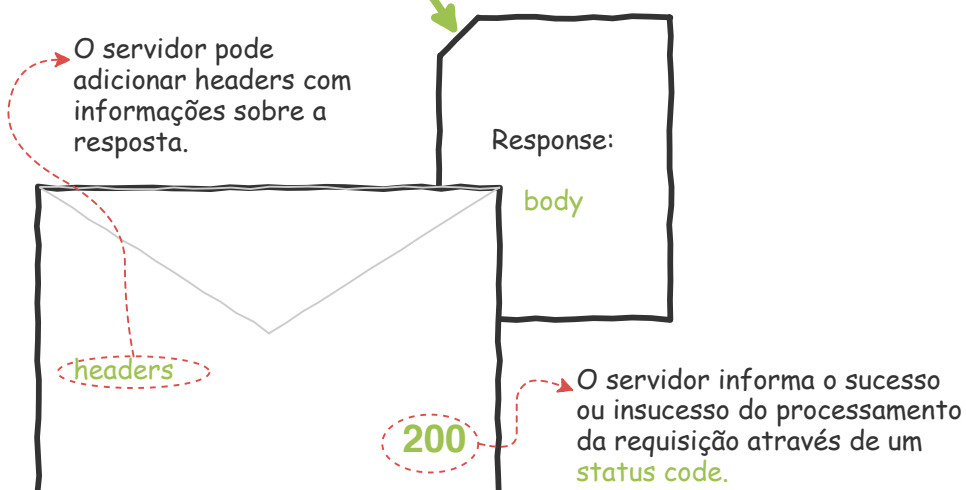 O servidor pode
adicionar headers com
informações sobre a
resposta.
Response:
body
headers
200
O servidor informa o sucesso
ou insucesso do processamento
da requisição através de um
status code.